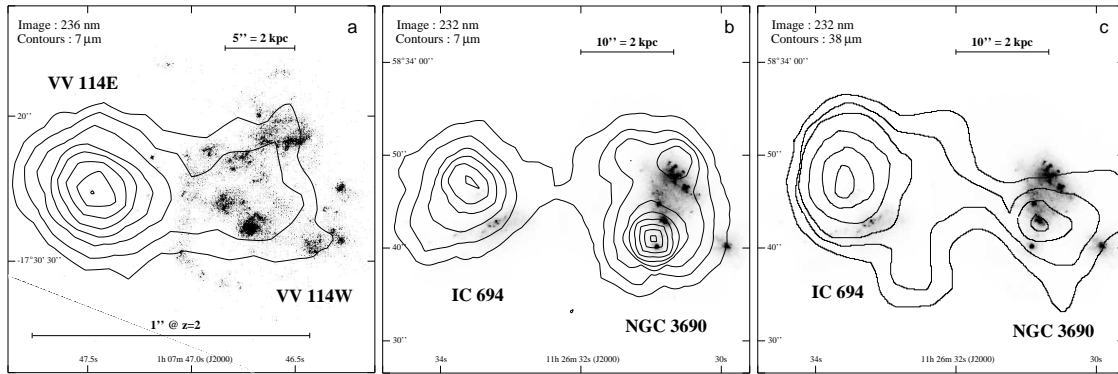 Image : 236 nm
Contours : 7 μm
a
5’’ = 2 kpc
VV 114E
20’’
-17°30’ 30’’
VV 114W
1’’ @ z=2
47.5s
1h 07m 47.0s (J2000)
46.5s
Image : 232 nm
Contours : 7 μm
b
10’’ = 2 kpc
58°34’ 00’’
50’’
40’’
30’’
IC 694
NGC 3690
34s
11h 26m 32s (J2000)
30s
Image : 232 nm
Contours : 38 μm
c
10’’ = 2 kpc
58°34’ 00’’
50’’
40’’
30’’
IC 694
NGC 3690
34s
11h 26m 32s (J2000)
30s